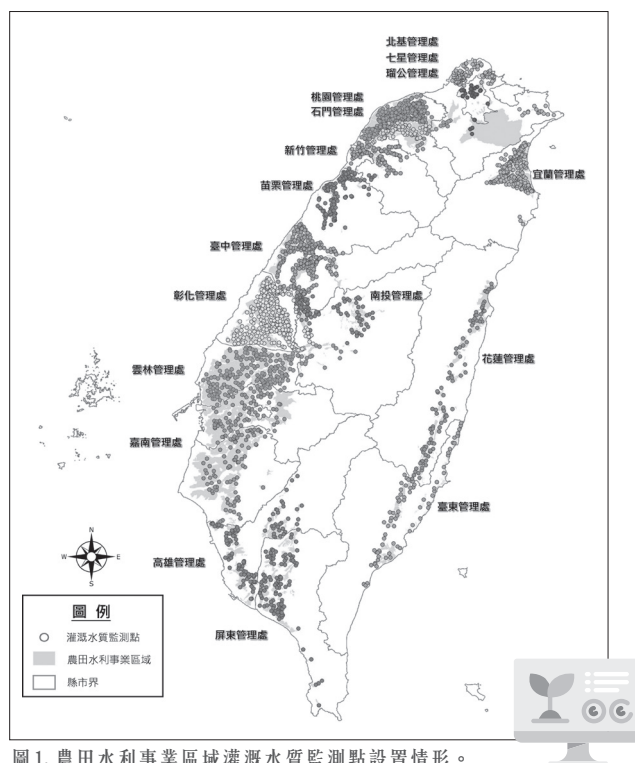 北基管理處
七星管理處
瑠公管理處
桃園管理處
石門管理處
新竹管理處
宜蘭管理處
苗栗管理處
臺中管理處
彰化管理處
南投管理處
花蓮管理處
雲林管理處
嘉南管理處
臺東管理處
N
W
E
S
高雄管理處
圖例
灌溉水質監測點
農田水利事業區域
縣市界
屏東管理處
圖1. 農田水利事業區域灌溉水質監測點設置情形。